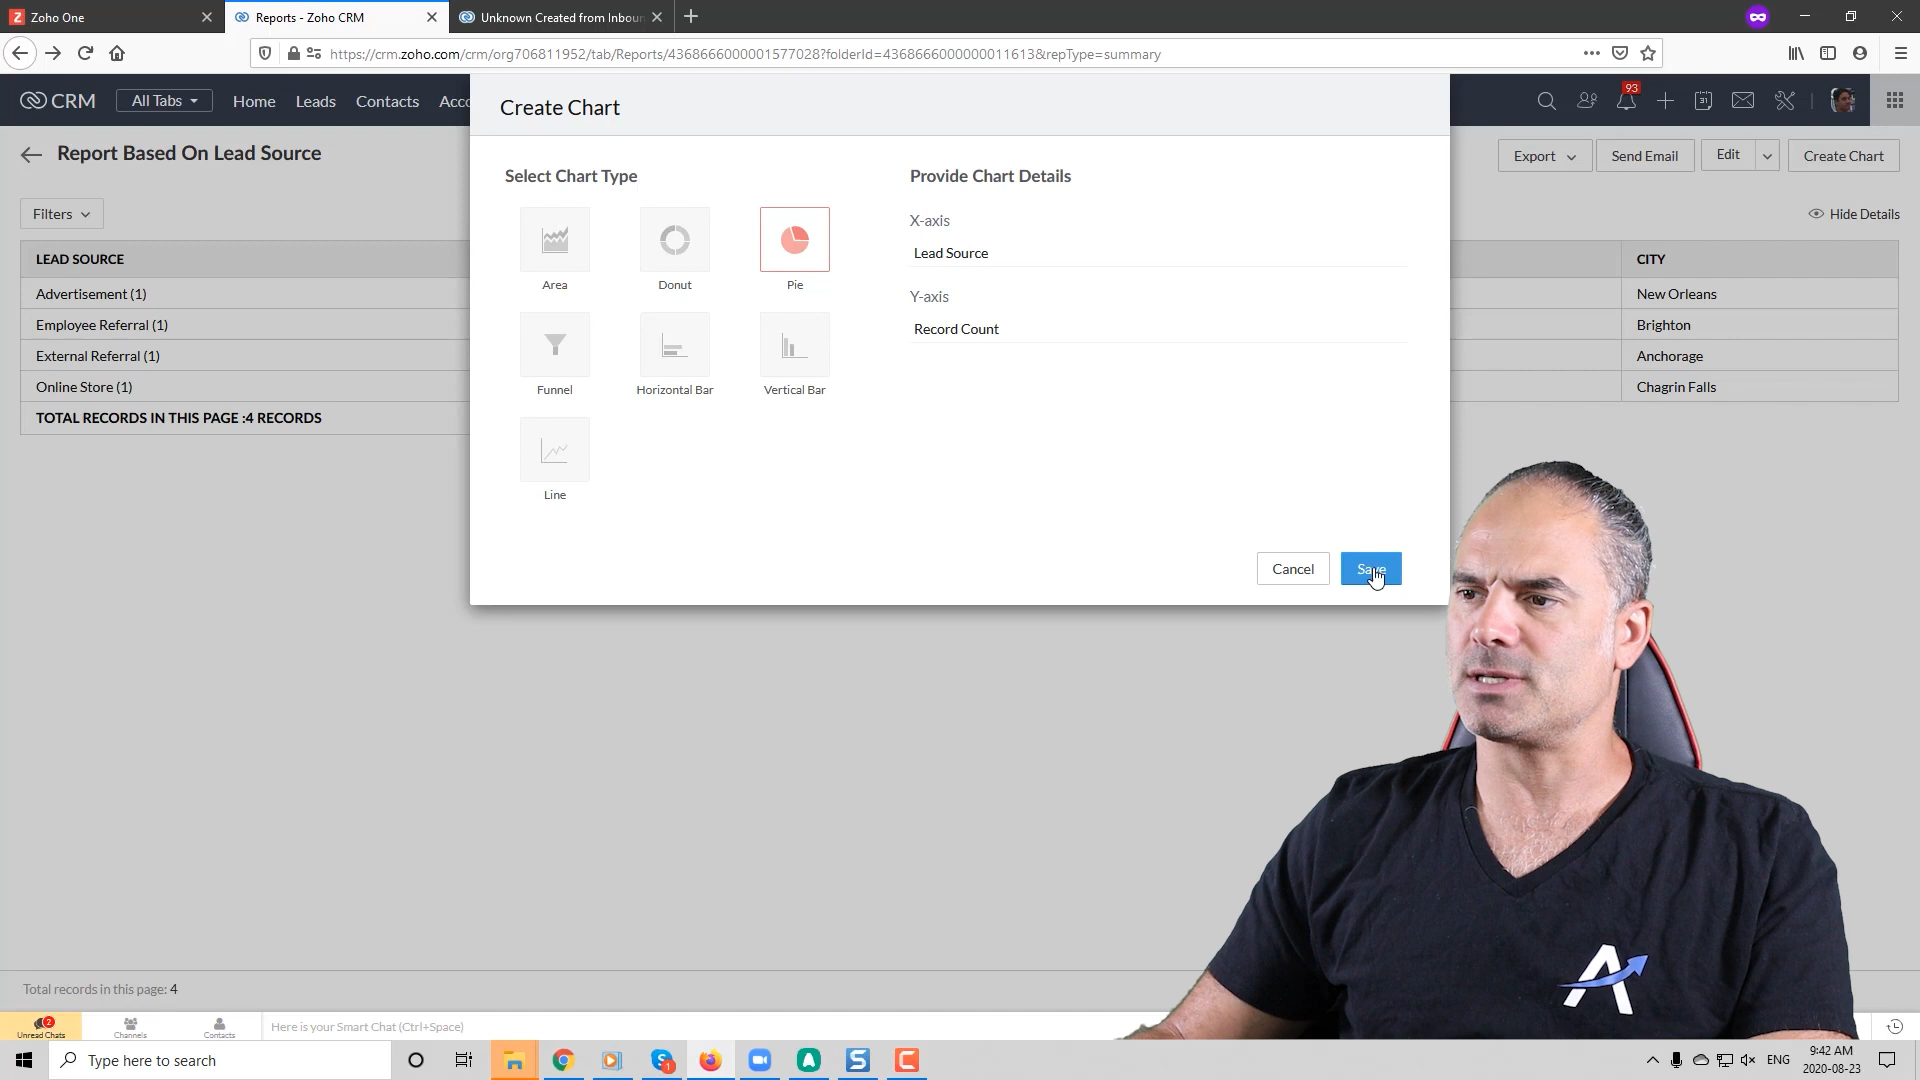 Zoho One
Reports - Zoho CRM
Unknown Created from Inbou
https://crm.zoho.com/crm/org706811952/tab/Reports/4368666000001577028?folderId=4368666000000011613&repType=summary
CRM
All Tabs
Home
Leads
Contacts
Acco
Create Chart
93
31
Report Based On Lead Source
Export
Send Email
Edit
Create Chart
Filters
Hide Details
Select Chart Type
Provide Chart Details
Area
Donut
Pie
Funnel
Horizontal Bar
Vertical Bar
Line
X-axis
Lead Source
Y-axis
Record Count
Cancel
Save
LEAD SOURCE
CITY
Advertisement (1)
New Orleans
Employee Referral (1)
Brighton
External Referral (1)
Anchorage
Online Store (1)
Chagrin Falls
TOTAL RECORDS IN THIS PAGE :4 RECORDS
Total records in this page: 4
2
Unread Chats
Channels
Contacts
Here is your Smart Chat (Ctrl+Space)
Type here to search
1
ENG
9:42 AM
2020-08-23